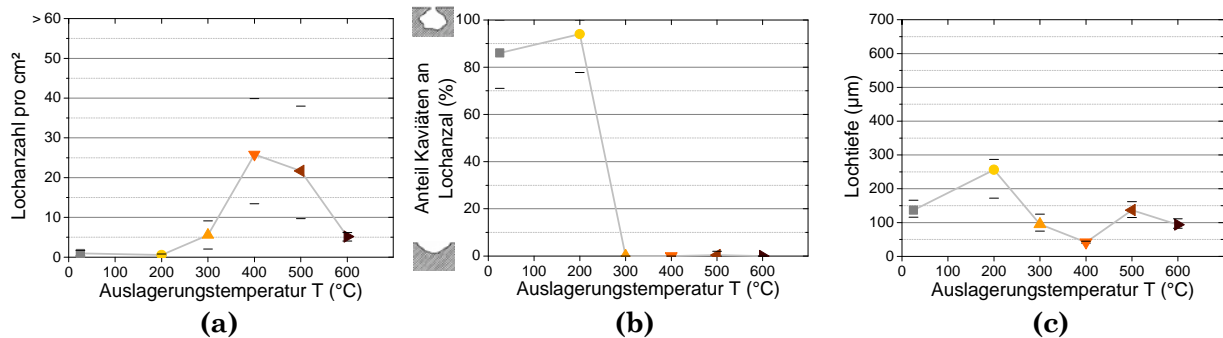 > 60
50
40
30
20
10
0
Lochanzahl pro cm²
0 100 200 300 400 500 600
Auslagerungstemperatur T (°C)
(a)
100
80
60
40
20
0
Anteil Kaviäten an
Lochanzal (%)
0 100 200 300 400 500 600
Auslagerungstemperatur T (°C)
(b)
700
600
500
400
300
200
100
0
Lochtiefe (µm)
0 100 200 300 400 500 600
Auslagerungstemperatur T (°C)
(c)